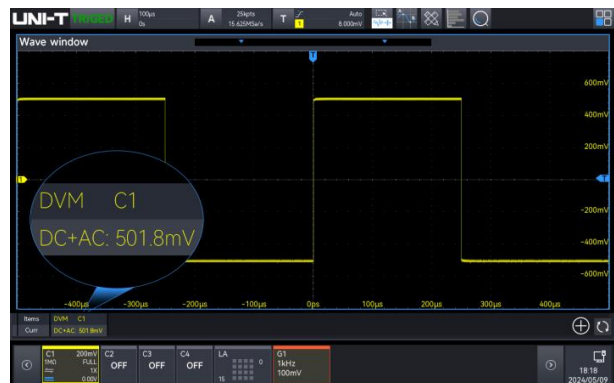 UNI-T TRIGED H 100μs 0s A 25kpts 15.625MSa/s T 1 Auto 8.000mV
Wave window
T
600mV
400mV
200mV
1
T
-200mV
-400mV
-600mV
DVM C1
DC+AC: 501.8mV
-400μs -300μs -200μs -100μs 0ps 100μs 200μs 300μs 400μs
Items DVM C1
Curr DC+AC: 501.8mV
C1 200mV C2 C3 C4 LA G1
1MΩ FULL OFF OFF OFF 0 1kHz
1X 100mV
0.00V 15
18:18
2024/05/09